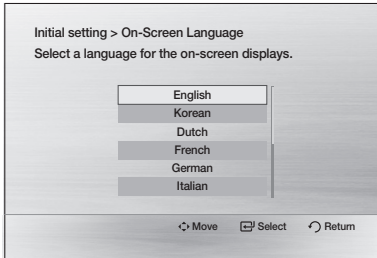 Initial setting > On-Screen Language
Select a language for the on-screen displays.
English
Korean
Dutch
French
German
Italian
Move Select Return